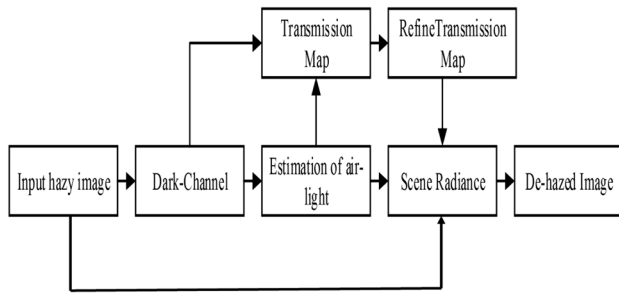 Transmission
Map
RefineTransmission
Map
Input hazy image
Dark-Channel
Estimation of air-
light
Scene Radiance
De-hazed Image